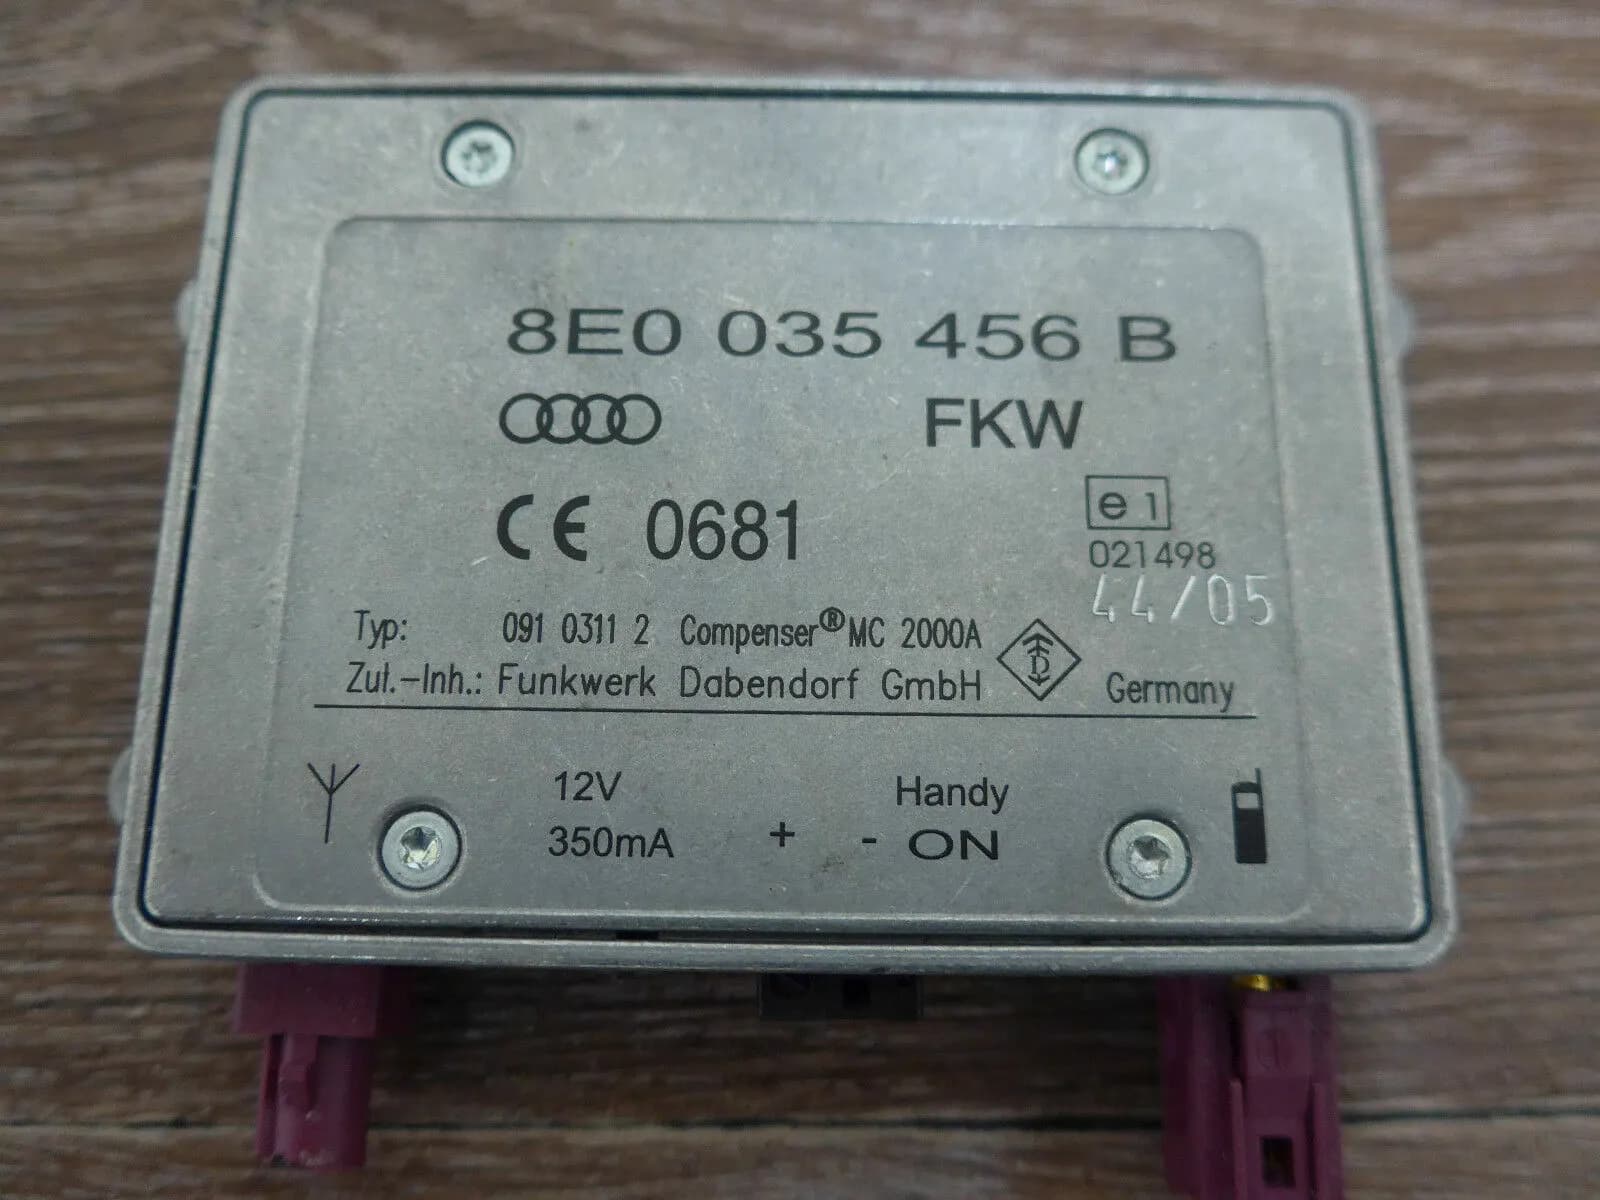 8E0 035 456 B
FKW
CE 0681
e1
021498
44/05
Typ: 091 0311 2 Compenser® MC 2000A
Zul.-Inh.: Funkwerk Dabendorf GmbH
Germany
12V
Handy
350mA + - ON